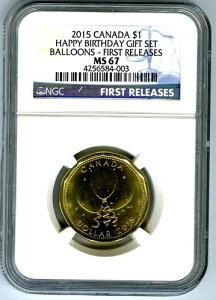 2015 CANADA $1
HAPPY BIRTHDAY GIFT SET
BALLOONS - FIRST RELEASES
MS 67
4256584-003
NGC
FIRST RELEASES
CANADA
DOLLAR 2015